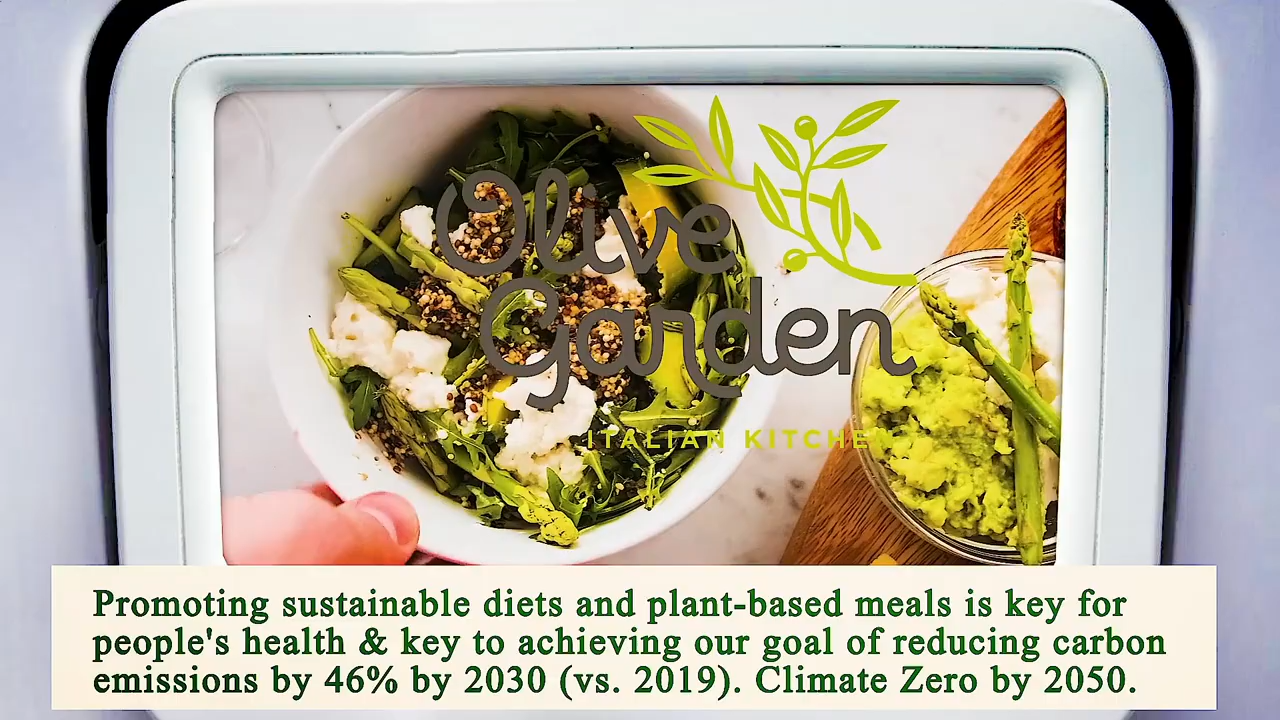 Olive
Garden
ITALIAN KITCHEN
Promoting sustainable diets and plant-based meals is key for
people's health & key to achieving our goal of reducing carbon
emissions by 46% by 2030 (vs. 2019). Climate Zero by 2050.